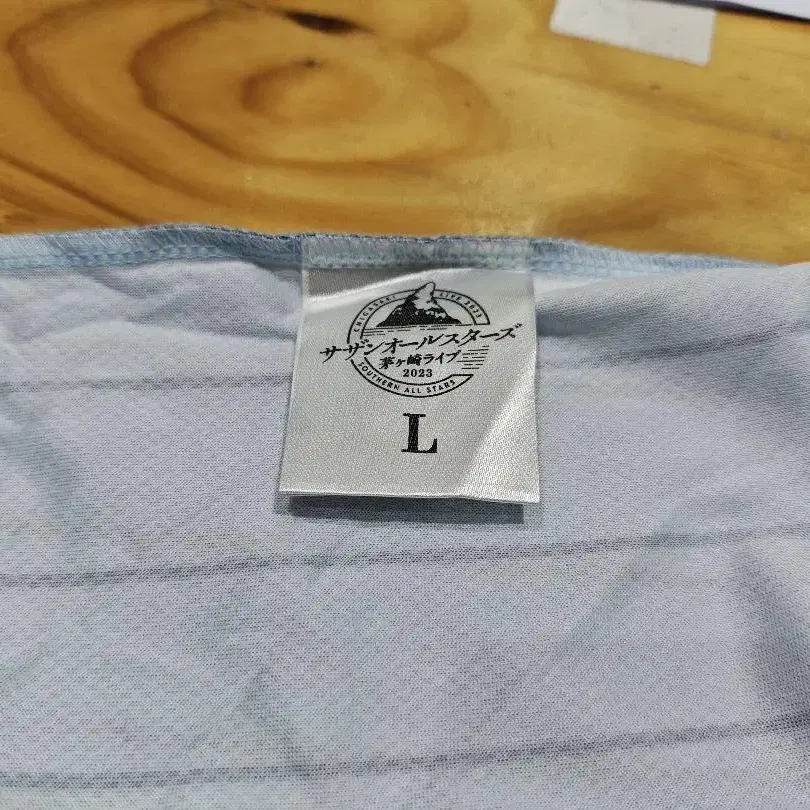 CHIGASAKI LIVE 2023
サザンオールスターズ
茅ヶ崎ライブ
2023
SOUTHERN ALL STARS
L